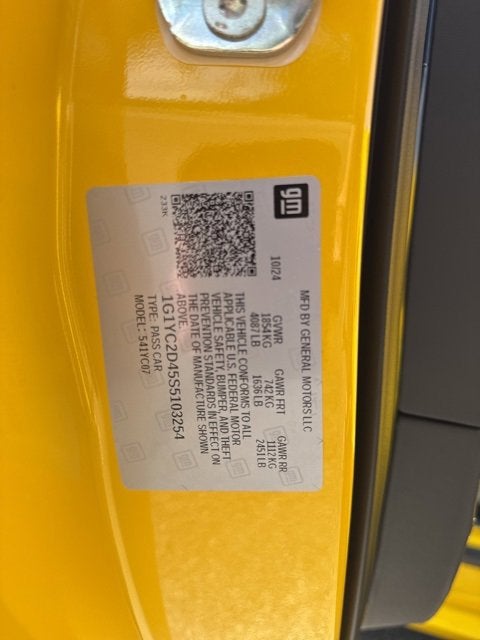 gm
MFD BY GENERAL MOTORS LLC
10/24
GVWR GAWR FRT GAWR RR
1854 KG 742 KG 1112 KG
4087 LB 1636 LB 2451 LB
THIS VEHICLE CONFORMS TO ALL
APPLICABLE U.S. FEDERAL MOTOR
VEHICLE SAFETY, BUMPER, AND THEFT
PREVENTION STANDARDS IN EFFECT ON
THE DATE OF MANUFACTURE SHOWN
ABOVE.
1G1YC2D45S5103254
TYPE: PASS CAR
MODEL: 541YC07
233K